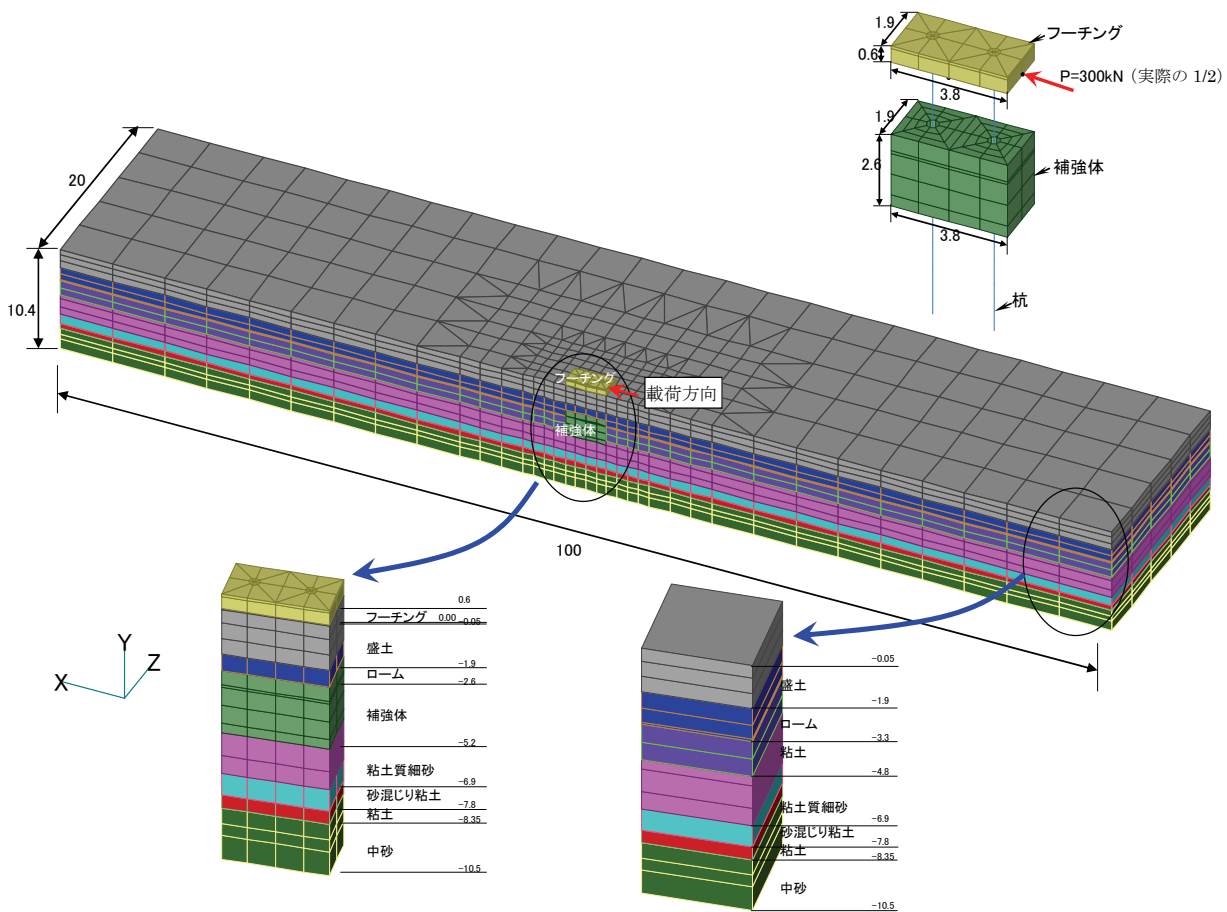 1.9
フーチング
0.6
P=300kN（実際の 1/2）
3.8
1.9
補強体
2.6
3.8
杭
20
10.4
フーチング
載荷方向
補強体
100
Y
Z
X
0.6
フーチング 0.00 -0.05
盛土
-1.9
ローム
-2.6
補強体
-5.2
粘土質細砂
-6.9
砂混じり粘土
-7.8
粘土
-8.35
中砂
-10.5
-0.05
盛土
-1.9
ローム
-3.3
粘土
-4.8
粘土質細砂
-6.9
砂混じり粘土
-7.8
粘土
-8.35
中砂
-10.5